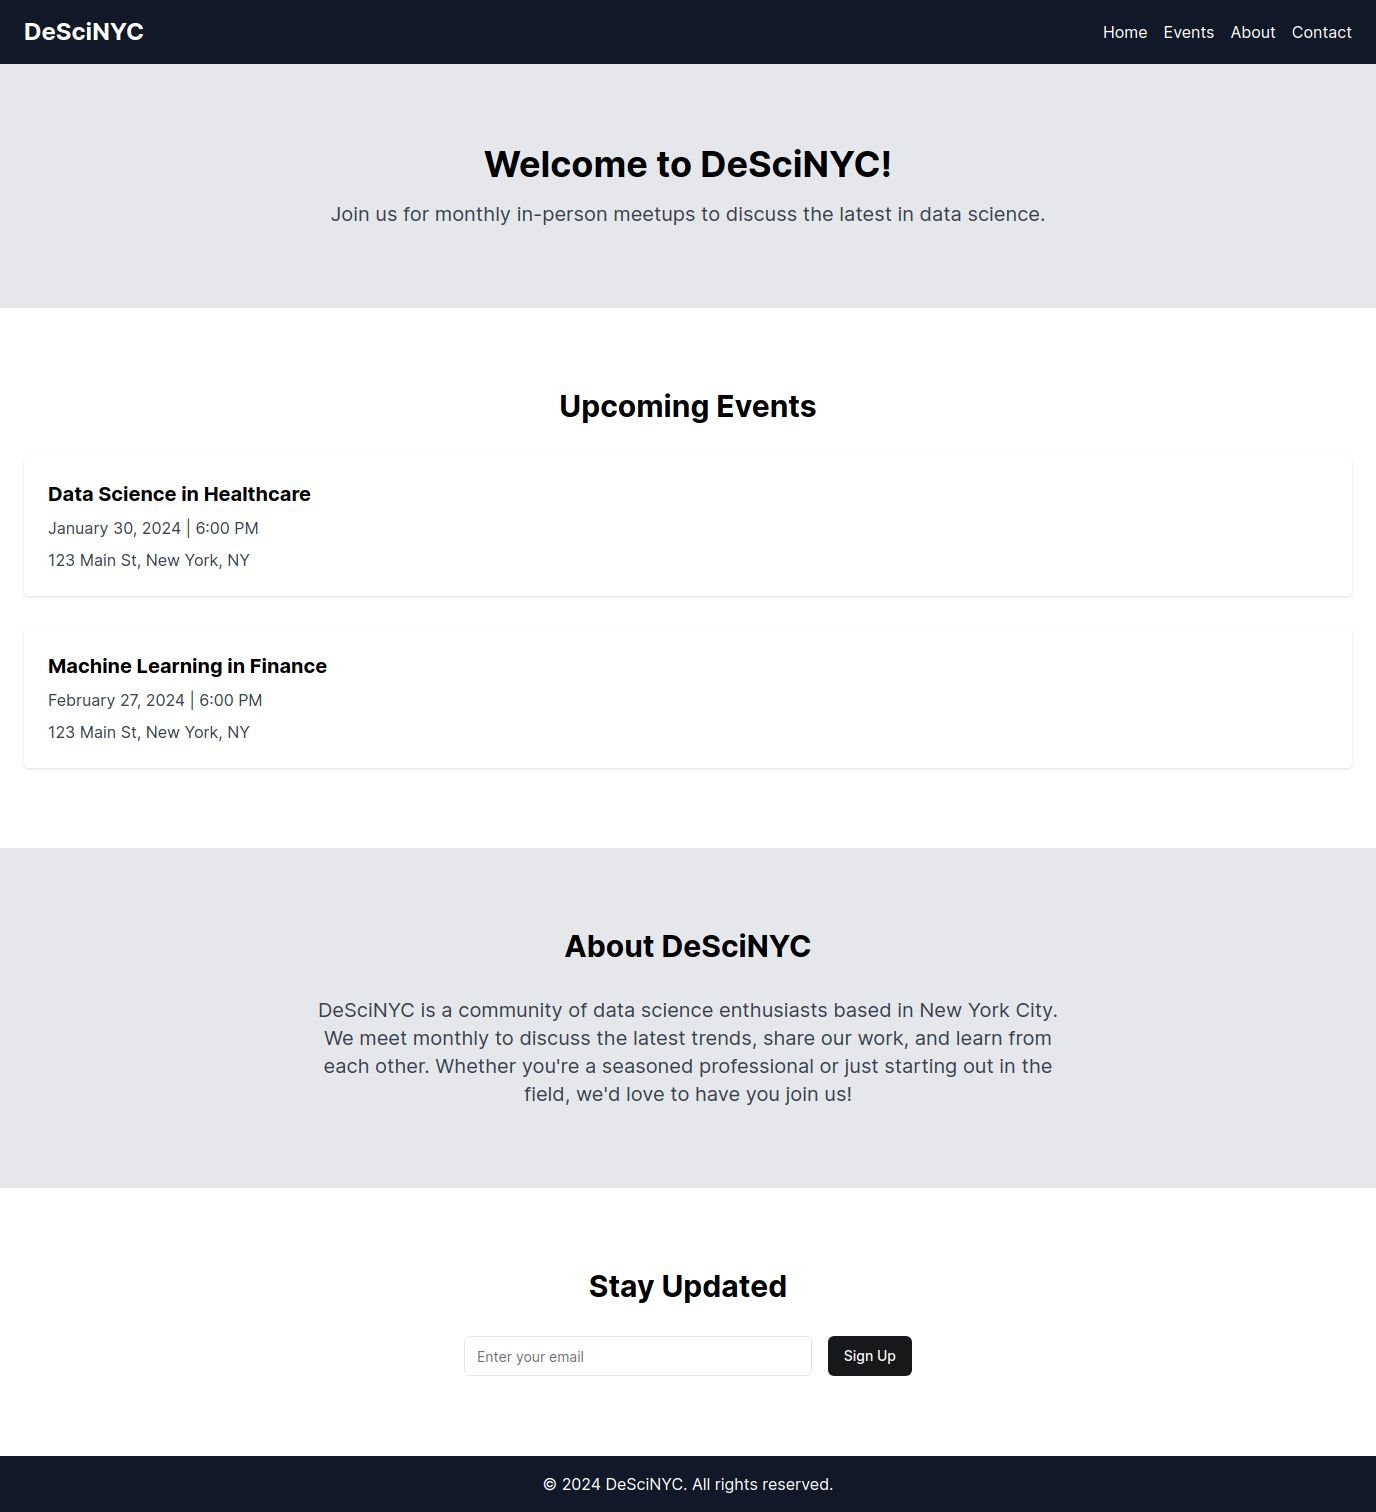 DeSciNYC
Home Events About Contact
Welcome to DeSciNYC!
Join us for monthly in-person meetups to discuss the latest in data science.
Upcoming Events
Data Science in Healthcare
January 30, 2024 | 6:00 PM
123 Main St, New York, NY
Machine Learning in Finance
February 27, 2024 | 6:00 PM
123 Main St, New York, NY
About DeSciNYC
DeSciNYC is a community of data science enthusiasts based in New York City.
We meet monthly to discuss the latest trends, share our work, and learn from
each other. Whether you're a seasoned professional or just starting out in the
field, we'd love to have you join us!
Stay Updated
Enter your email
Sign Up
© 2024 DeSciNYC. All rights reserved.